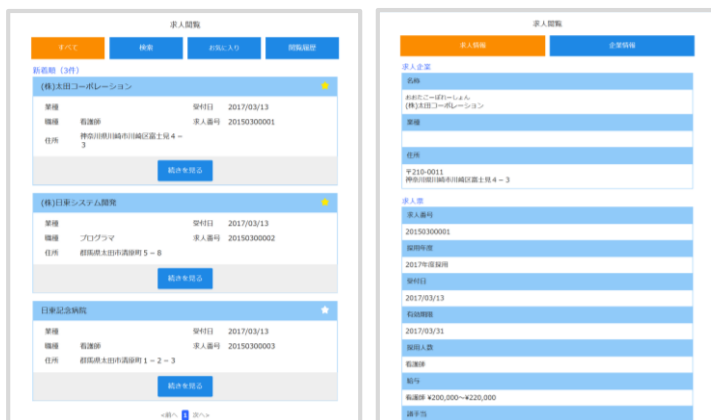 求人閲覧
すべて
検索
お気に入り
閲覧履歴
新着順 (3件)
(株)太田コーポレーション
業種
受付日 2017/03/13
職種 看護師
求人番号 20150300001
住所 神奈川県川崎市川崎区富士見4－
3
続きを見る
(株)日東システム開発
業種
受付日 2017/03/13
職種 プログラマ
求人番号 20150300002
住所 群馬県太田市清原町5－8
続きを見る
日東記念病院
業種
受付日 2017/03/13
職種 看護師
求人番号 20150300003
住所 群馬県太田市清原町1－2－3
続きを見る
<前へ 1 次へ>
求人閲覧
求人情報
企業情報
求人企業
名称
おおたこーぽれーしょん
(株)太田コーポレーション
業種
住所
〒210-0011
神奈川県川崎市川崎区富士見4－3
求人票
求人番号
20150300001
採用年度
2017年度採用
受付日
2017/03/13
有効期限
2017/03/31
採用人数
看護師
給与
看護師 ¥200,000～¥220,000
諸手当